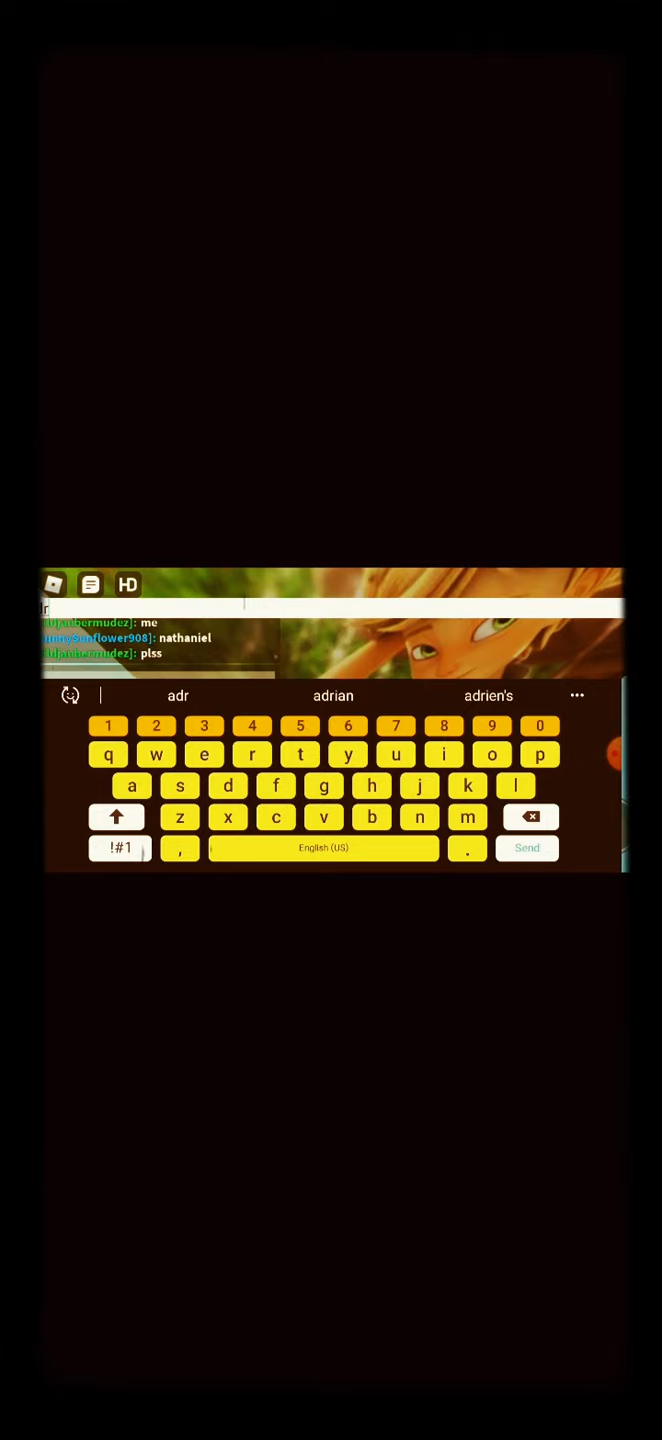 HD
me
nathaniel
plss
adr adrian adrien's
1 2 3 4 5 6 7 8 9 0
q w e r t y u i o p
a s d f g h j k l
z x c v b n m
!#1 , English (US) . Send